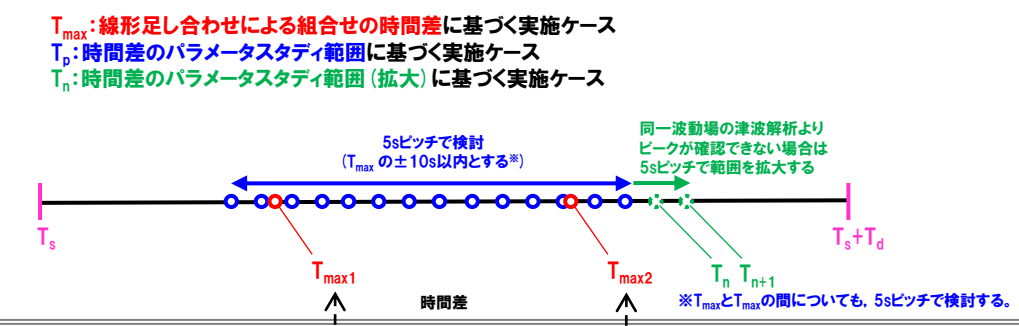 Tmax:線形足し合わせによる組合せの時間差に基づく実施ケース
Tp:時間差のパラメータスタディ範囲に基づく実施ケース
Tn:時間差のパラメータスタディ範囲(拡大)に基づく実施ケース
5sピッチで検討
(Tmax の±10s以内とする※)
同一波動場の津波解析より
ピークが確認できない場合は
5sピッチで範囲を拡大する
Ts
Ts+Td
Tmax1
Tmax2
Tn
Tn+1
時間差
※TmaxとTmaxの間についても,5sピッチで検討する。